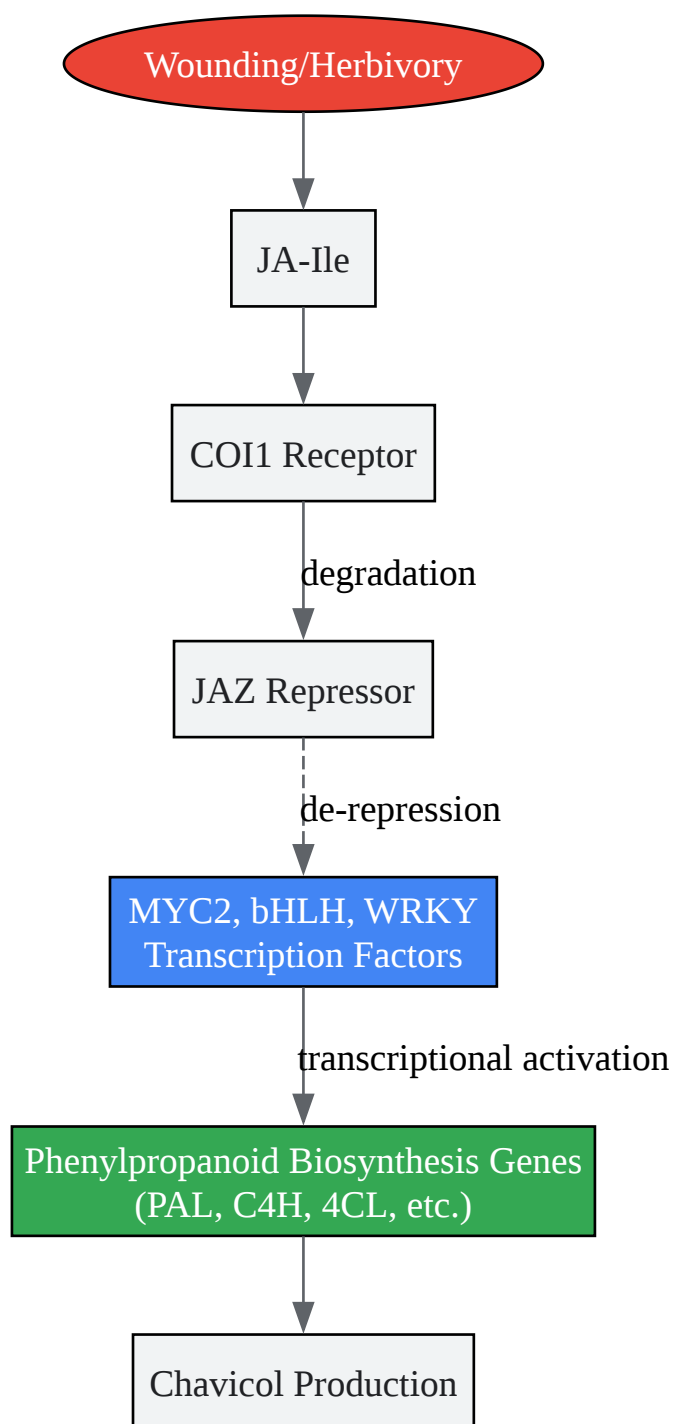 Wounding/Herbivory
JA-Ile
COI1 Receptor
degradation
JAZ Repressor
de-repression
MYC2, bHLH, WRKY
Transcription Factors
transcriptional activation
Phenylpropanoid Biosynthesis Genes
(PAL, C4H, 4CL, etc.)
Chavicol Production